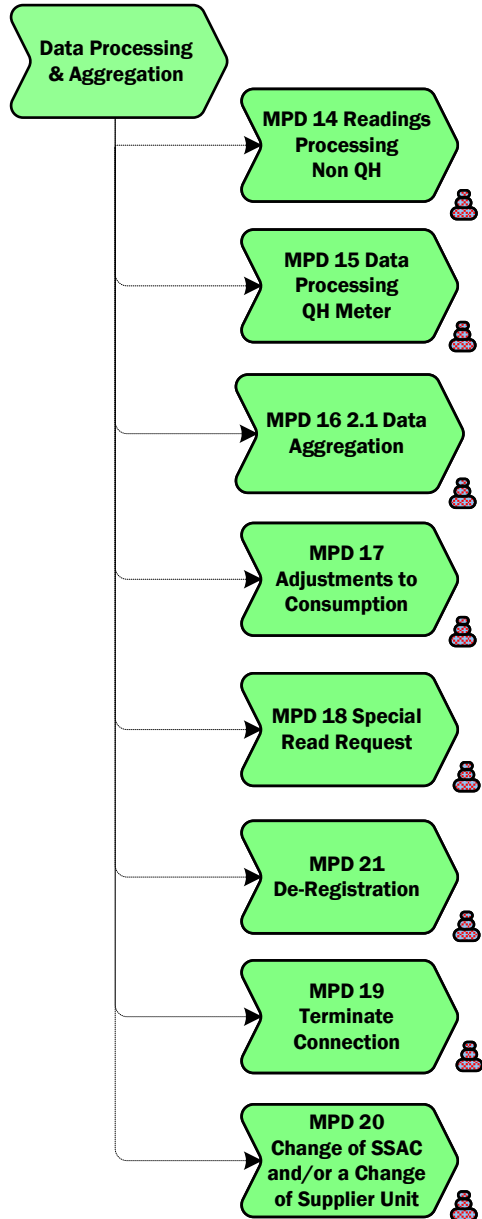 Data Processing
& Aggregation
MPD 14 Readings
Processing
Non QH
MPD 15 Data
Processing
QH Meter
MPD 16 2.1 Data
Aggregation
MPD 17
Adjustments to
Consumption
MPD 18 Special
Read Request
MPD 21
De-Registration
MPD 19
Terminate
Connection
MPD 20
Change of SSAC
and/or a Change
of Supplier Unit